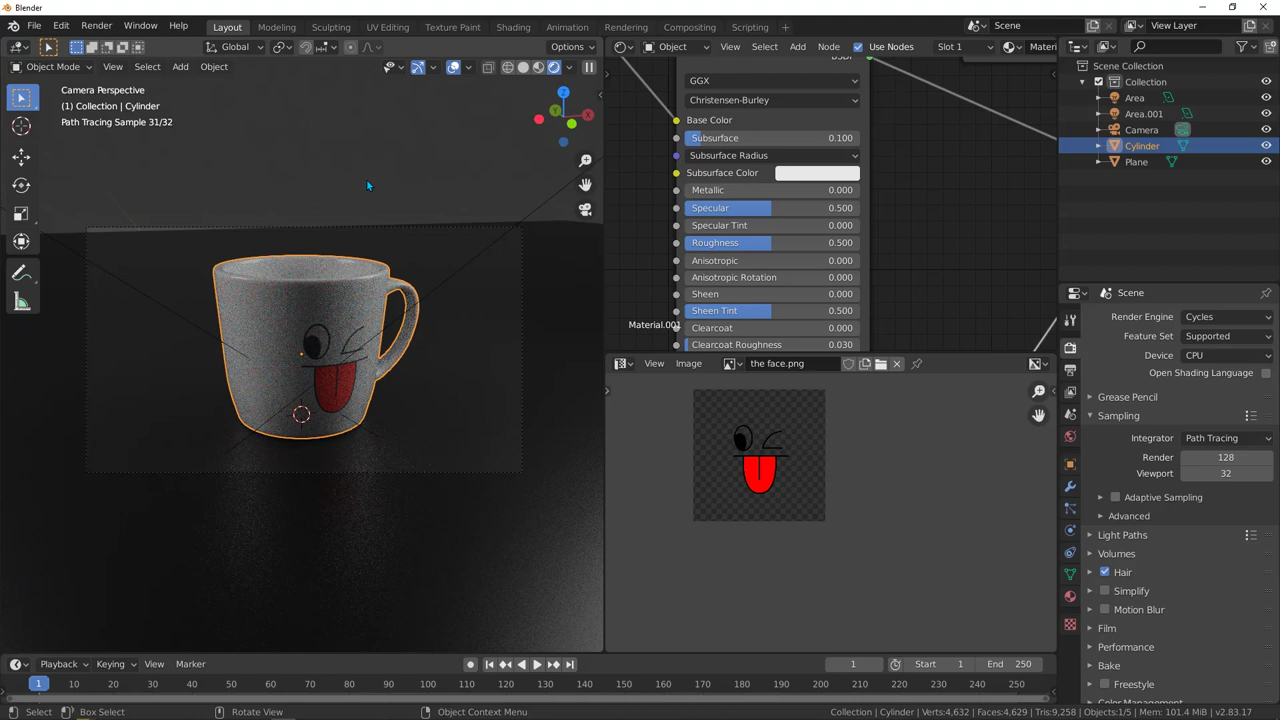 Blender
File Edit Render Window Help Layout Modeling Sculpting UV Editing Texture Paint Shading Animation Rendering Compositing Scripting + Scene View Layer
Global Options Object View Select Add Node Use Nodes Slot 1
Object Mode View Select Add Object
Camera Perspective
(1) Collection | Cylinder
Path Tracing Sample 31/32
GGX
Christensen-Burley
Base Color
Subsurface 0.100
Subsurface Radius
Subsurface Color
Metallic 0.000
Specular 0.500
Specular Tint 0.000
Roughness 0.500
Anisotropic 0.000
Anisotropic Rotation 0.000
Sheen 0.000
Sheen Tint 0.500
Material.001
Clearcoat 0.000
Clearcoat Roughness 0.030
View Image the face.png
Scene Collection
Collection
Area
Area.001
Camera
Cylinder
Plane
Scene
Render Engine Cycles
Feature Set Supported
Device CPU
Open Shading Language
Grease Pencil
Sampling
Integrator Path Tracing
Render 128
Viewport 32
Adaptive Sampling
Advanced
Light Paths
Volumes
Hair
Simplify
Motion Blur
Film
Performance
Bake
Freestyle
Playback Keying View Marker 1 Start 1 End 250
1 10 20 30 40 50 60 70 80 90 100 110 120 130 140 150 160 170 180 190 200 210 220 230 240 250
Select Box Select Rotate View Object Context Menu Collection | Cylinder | Verts:4,632 | Faces:4,629 | Tris:9,258 | Objects:1/5 | Mem: 101.4 MiB | v2.83.17